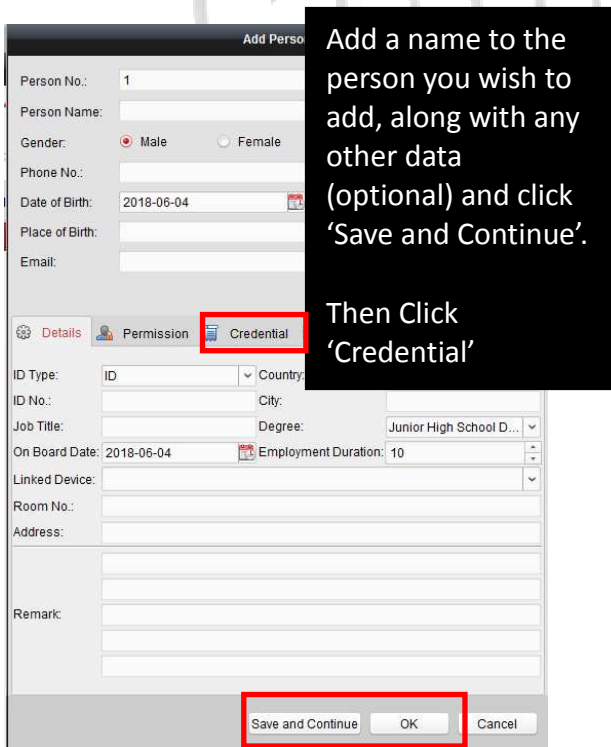 Add Perso
Person No.: 1
Person Name:
Gender: Male Female
Phone No.:
Date of Birth: 2018-06-04
Place of Birth:
Email:
Add a name to the
person you wish to
add, along with any
other data
(optional) and click
‘Save and Continue’.
Then Click
‘Credential’
Details Permission Credential
ID Type: ID Country:
ID No.: City:
Job Title: Degree: Junior High School D...
On Board Date: 2018-06-04 Employment Duration: 10
Linked Device:
Room No.:
Address:
Remark:
Save and Continue OK Cancel